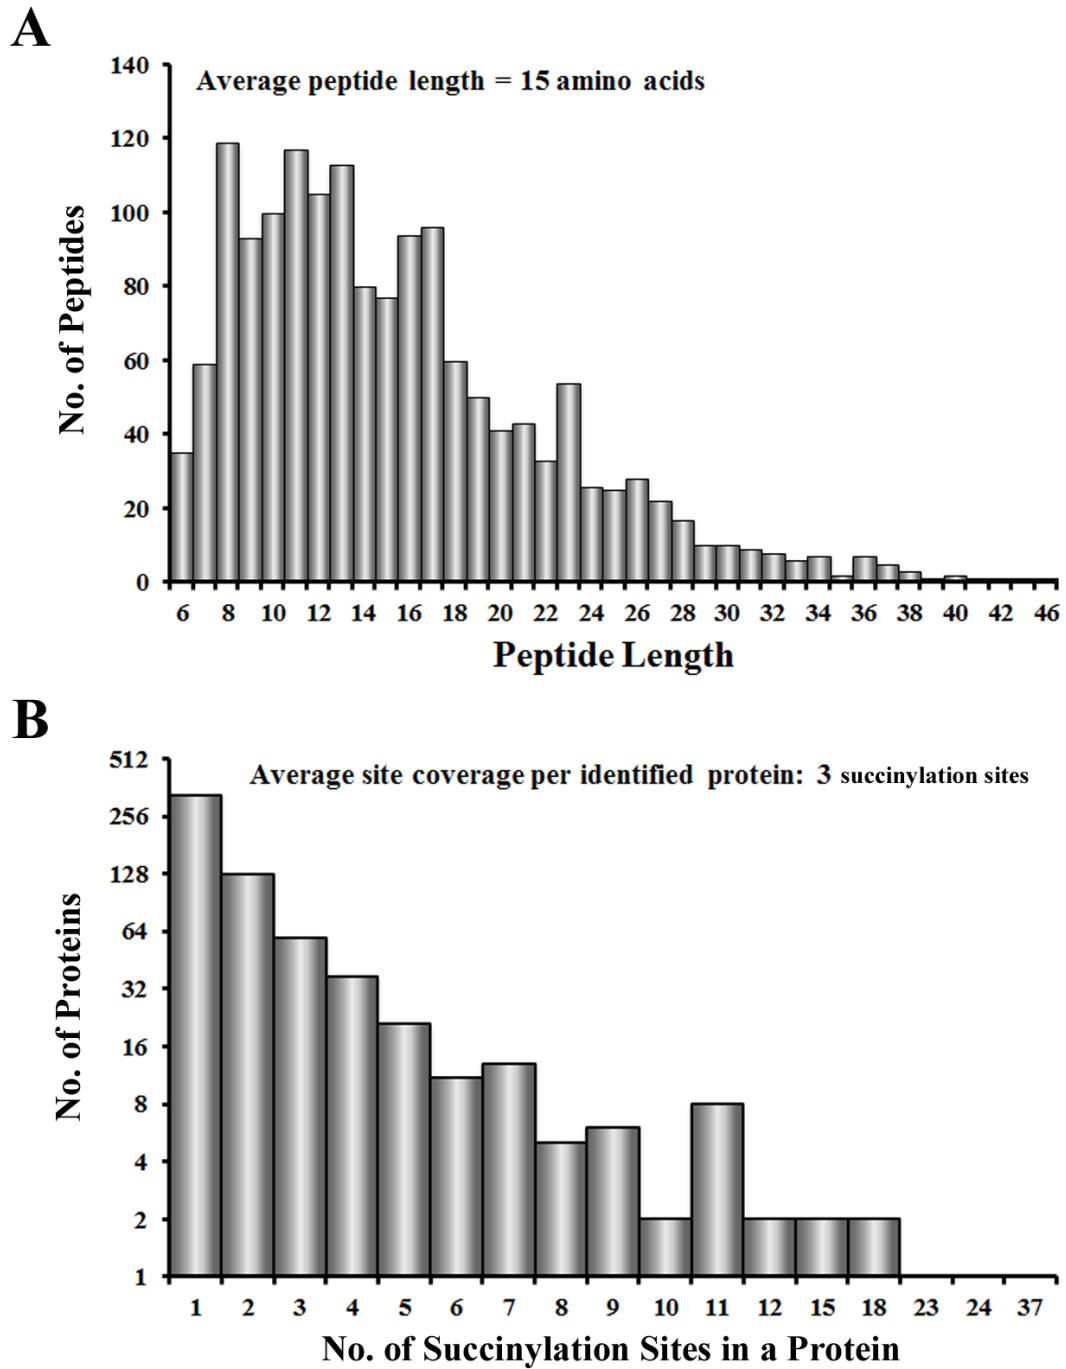 A
140
Average peptide length = 15 amino acids
120
100
80
60
40
20
0
No. of Peptides
6 8 10 12 14 16 18 20 22 24 26 28 30 32 34 36 38 40 42 46
Peptide Length
B
512
Average site coverage per identified protein: 3 succinylation sites
256
128
64
32
16
8
4
2
1
No. of Proteins
1 2 3 4 5 6 7 8 9 10 11 12 15 18 23 24 37
No. of Succinylation Sites in a Protein